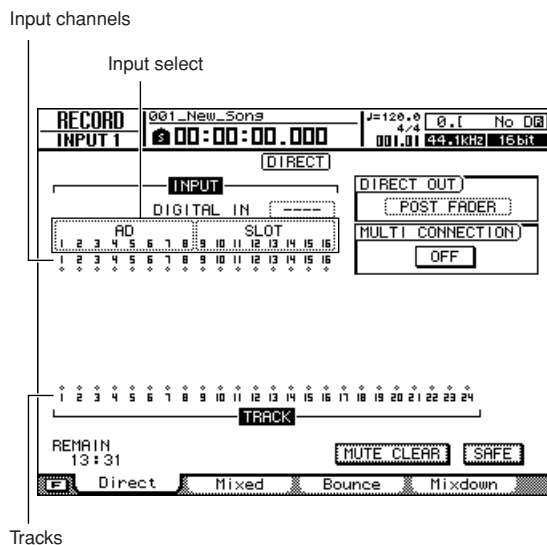 Input channels
Input select
RECORD
INPUT 1
001_New_Song
S 00:00:00.000
♩=120.0
4/4
001.01
0.[ No D
44.1kHz 16bit
DIRECT
INPUT
DIGITAL IN ----
AD SLOT
1 2 3 4 5 6 7 8 9 10 11 12 13 14 15 16
1 2 3 4 5 6 7 8 9 10 11 12 13 14 15 16
DIRECT OUT
POST FADER
MULTI CONNECTION
OFF
1 2 3 4 5 6 7 8 9 10 11 12 13 14 15 16 17 18 19 20 21 22 23 24
TRACK
REMAIN
13:31
MUTE CLEAR SAFE
F Direct Mixed Bounce Mixdown
Tracks